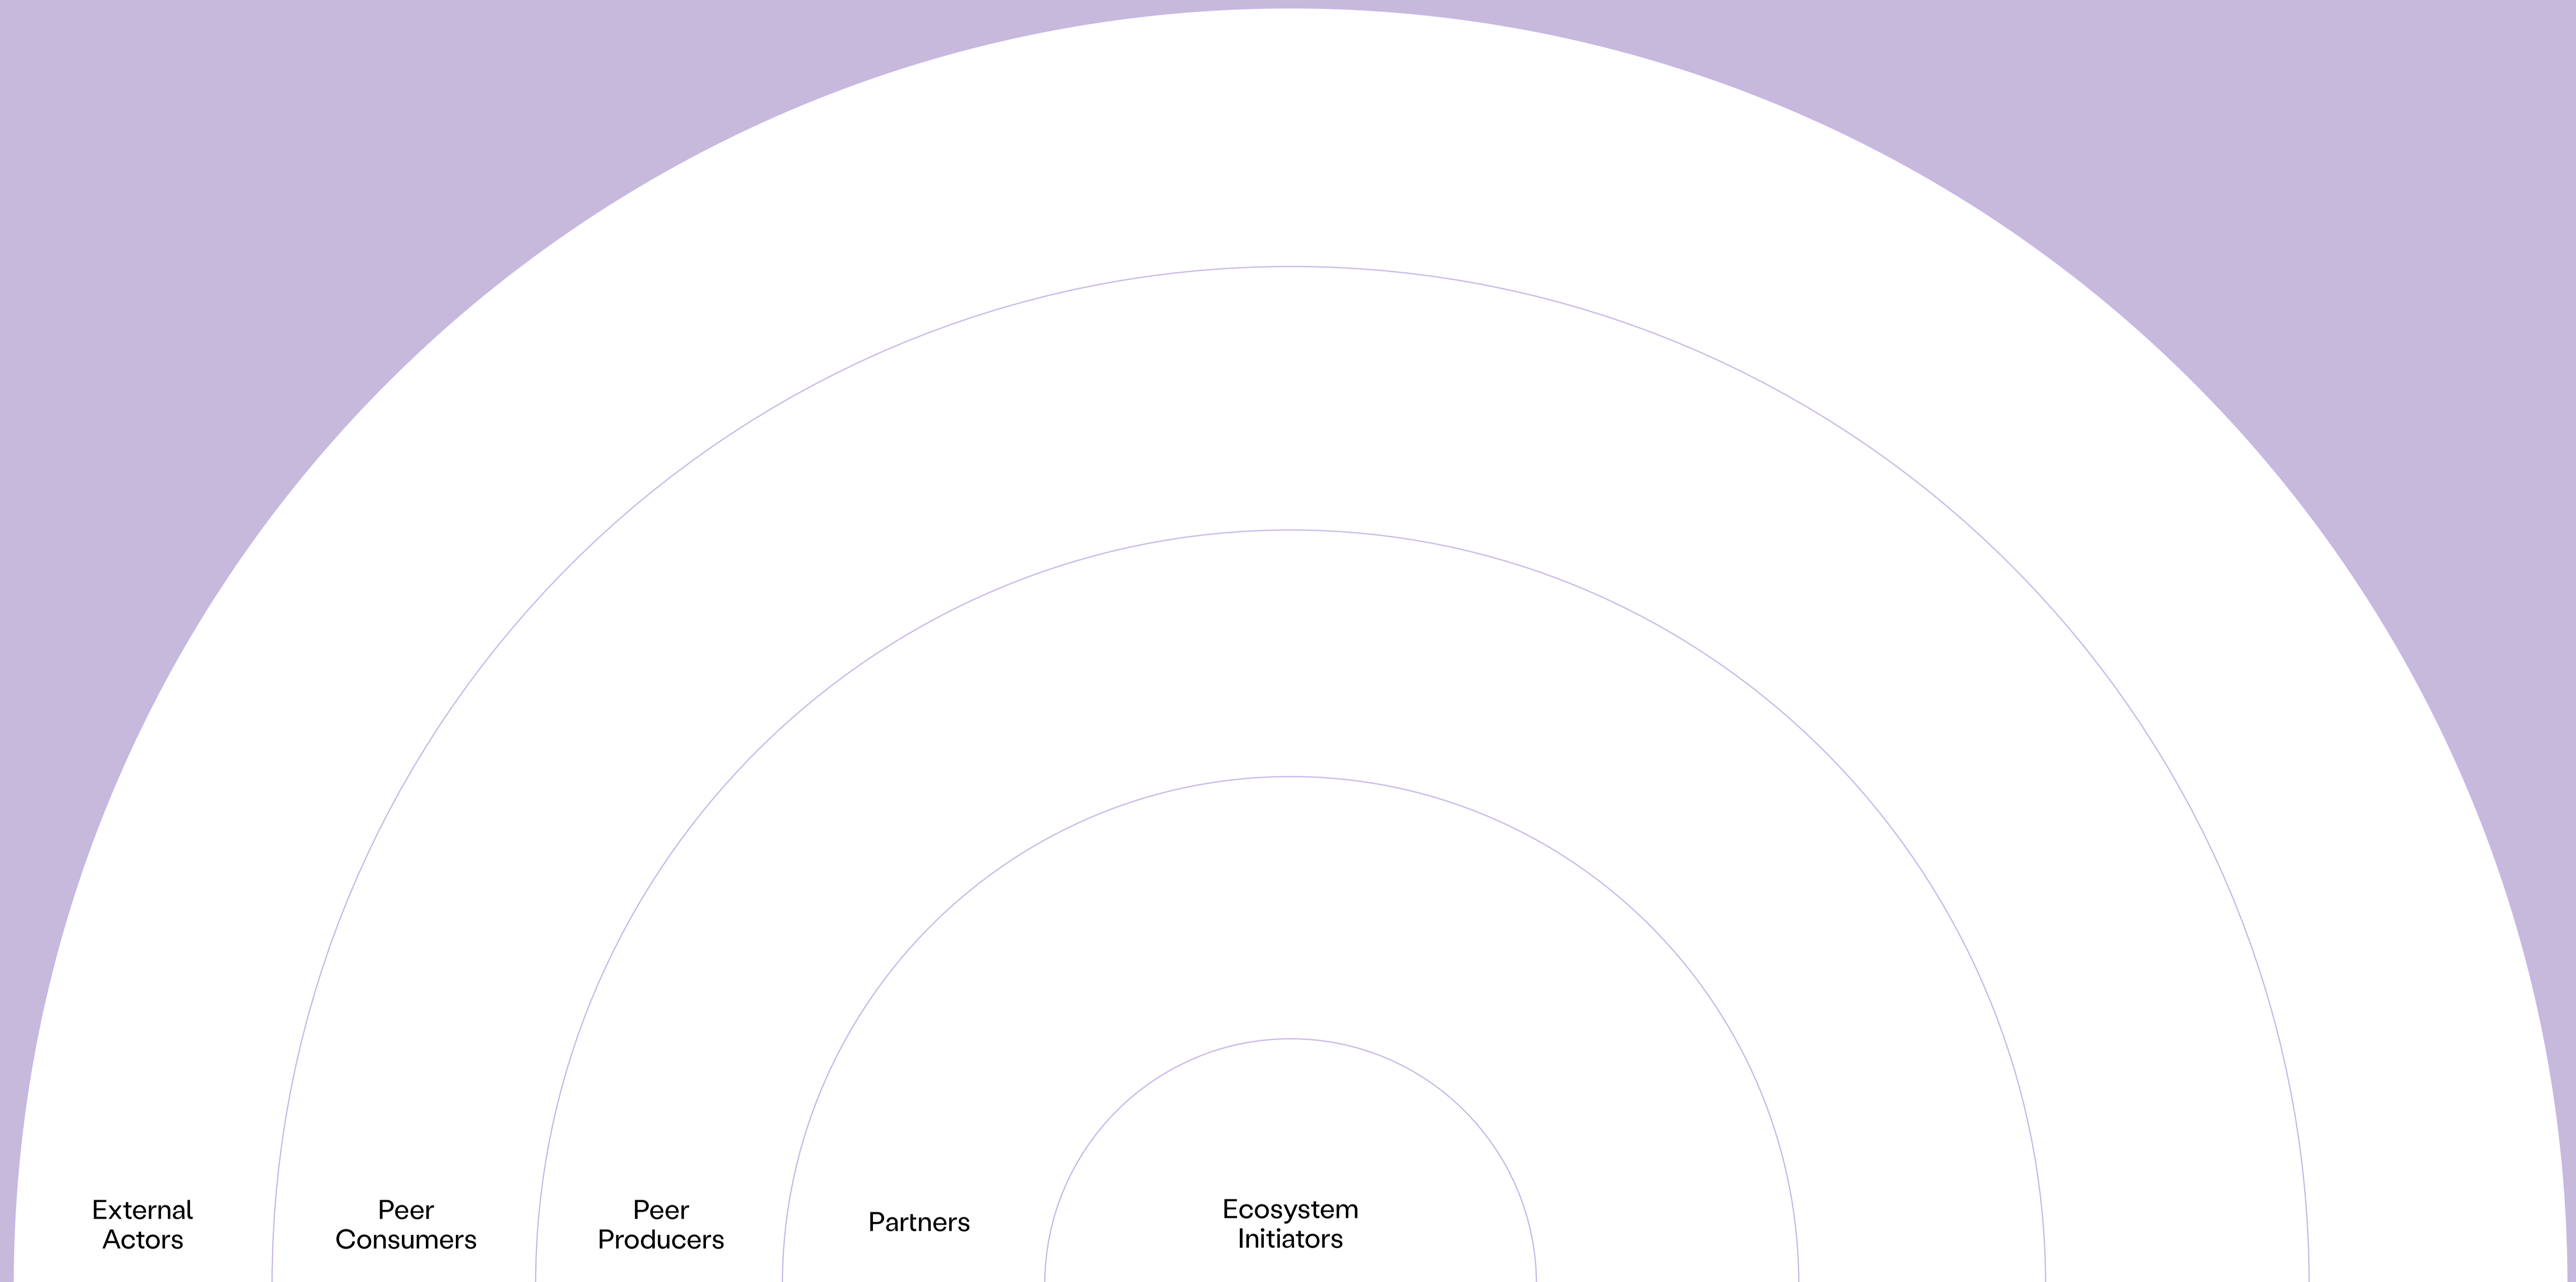 External
Actors
Peer
Consumers
Peer
Producers
Partners
Ecosystem
Initiators